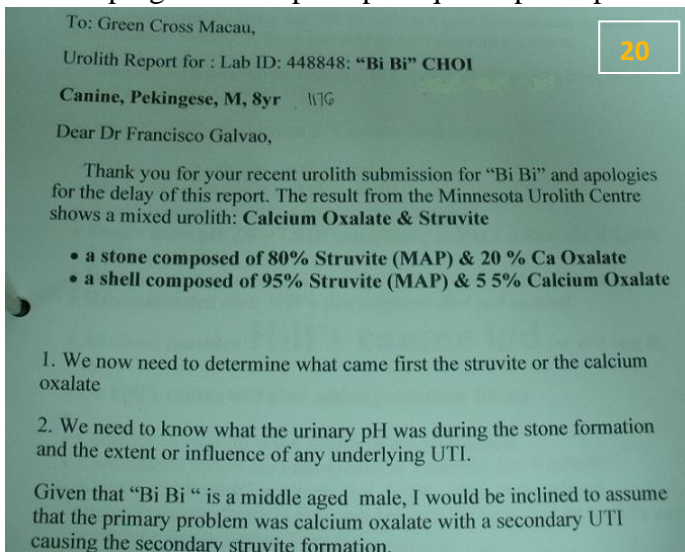 To: Green Cross Macau,
20
Urolith Report for : Lab ID: 448848: “Bi Bi” CHOI
Canine, Pekingese, M, 8yr 1176
Dear Dr Francisco Galvao,
Thank you for your recent urolith submission for “Bi Bi” and apologies
for the delay of this report. The result from the Minnesota Urolith Centre
shows a mixed urolith: Calcium Oxalate & Struvite
• a stone composed of 80% Struvite (MAP) & 20 % Ca Oxalate
• a shell composed of 95% Struvite (MAP) & 5 5% Calcium Oxalate
1. We now need to determine what came first the struvite or the calcium
oxalate
2. We need to know what the urinary pH was during the stone formation
and the extent or influence of any underlying UTI.
Given that “Bi Bi “ is a middle aged male, I would be inclined to assume
that the primary problem was calcium oxalate with a secondary UTI
causing the secondary struvite formation.